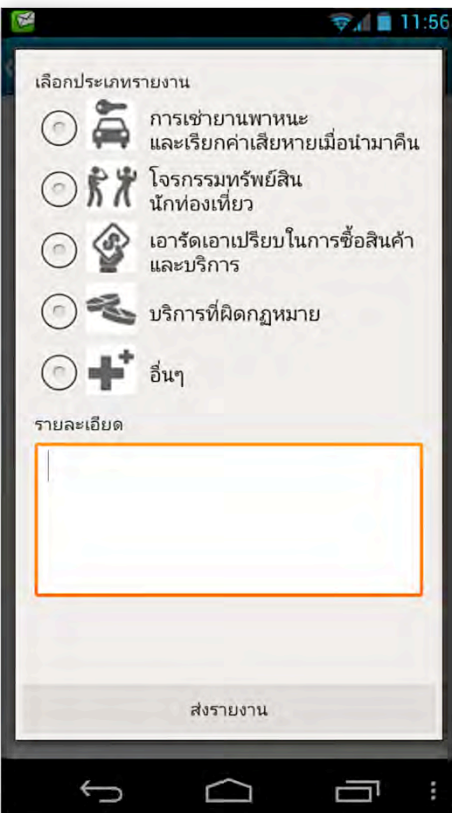 11:56
เลือกประเภทรายงาน
การเช่ายานพาหนะ
และเรียกค่าเสียหายเมื่อนำมาคืน
โจรกรรมทรัพย์สิน
นักท่องเที่ยว
เอารัดเอาเปรียบในการซื้อสินค้า
และบริการ
บริการที่ผิดกฎหมาย
อื่นๆ
รายละเอียด
ส่งรายงาน